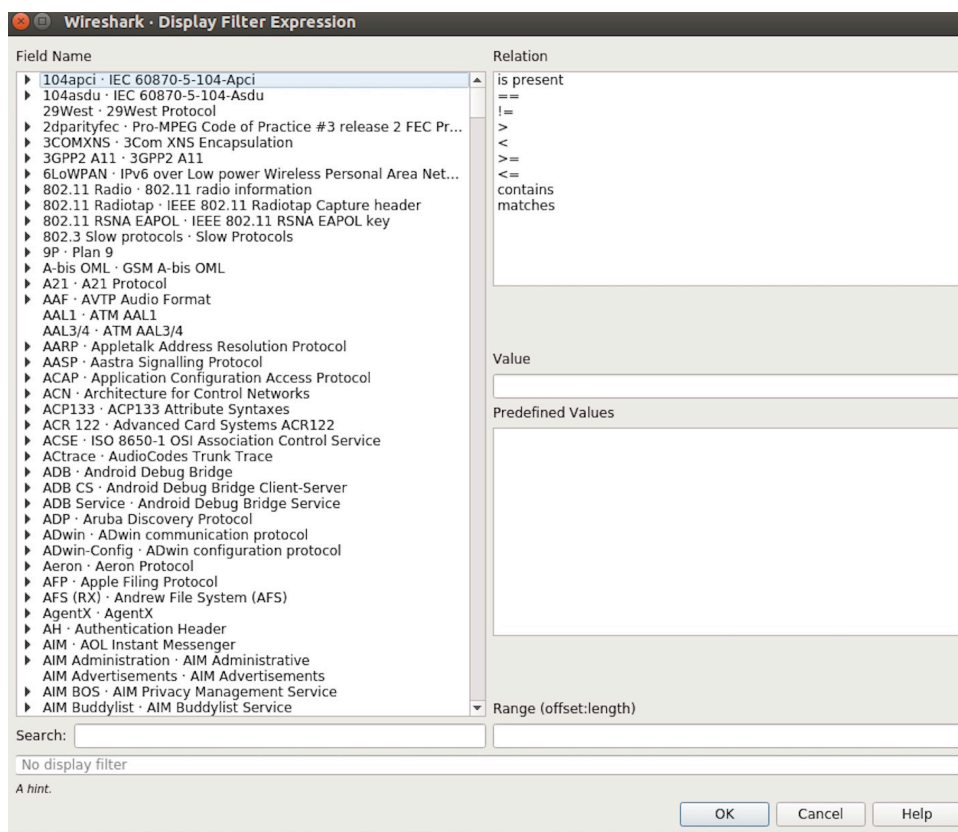 Wireshark · Display Filter Expression
Field Name
104apci · IEC 60870-5-104-Apci
104asdu · IEC 60870-5-104-Asdu
29West · 29West Protocol
2dparityfec · Pro-MPEG Code of Practice #3 release 2 FEC Pr...
3COMXNS · 3Com XNS Encapsulation
3GPP2 A11 · 3GPP2 A11
6LoWPAN · IPv6 over Low power Wireless Personal Area Net...
802.11 Radio · 802.11 radio information
802.11 Radiotap · IEEE 802.11 Radiotap Capture header
802.11 RSNA EAPOL · IEEE 802.11 RSNA EAPOL key
802.3 Slow protocols · Slow Protocols
9P · Plan 9
A-bis OML · GSM A-bis OML
A21 · A21 Protocol
AAF · AVTP Audio Format
AAL1 · ATM AAL1
AAL3/4 · ATM AAL3/4
AARP · Appletalk Address Resolution Protocol
AASP · Aastra Signalling Protocol
ACAP · Application Configuration Access Protocol
ACN · Architecture for Control Networks
ACP133 · ACP133 Attribute Syntaxes
ACR 122 · Advanced Card Systems ACR122
ACSE · ISO 8650-1 OSI Association Control Service
ACtrace · AudioCodes Trunk Trace
ADB · Android Debug Bridge
ADB CS · Android Debug Bridge Client-Server
ADB Service · Android Debug Bridge Service
ADP · Aruba Discovery Protocol
ADwin · ADwin communication protocol
ADwin-Config · ADwin configuration protocol
Aeron · Aeron Protocol
AFP · Apple Filing Protocol
AFS (RX) · Andrew File System (AFS)
AgentX · AgentX
AH · Authentication Header
AIM · AOL Instant Messenger
AIM Administration · AIM Administrative
AIM Advertisements · AIM Advertisements
AIM BOS · AIM Privacy Management Service
AIM Buddylist · AIM Buddylist Service
Search:
Relation
is present
==
!=
>
<
>=
<=
contains
matches
Value
Predefined Values
Range (offset:length)
No display filter
A hint.
OK
Cancel
Help